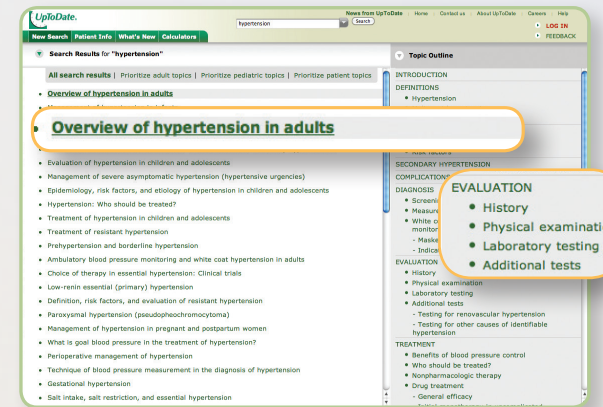 UpToDate.
News from UpToDate | Home | Contact us | About UpToDate | Careers | Help
hypertension
Search
LOG IN
FEEDBACK
New Search | Patient Info | What's New | Calculators
Search Results for "hypertension"
All search results | Prioritize adult topics | Prioritize pediatric topics | Prioritize patient topics
• Overview of hypertension in adults
Overview of hypertension in adults
• Evaluation of hypertension in children and adolescents
• Management of severe asymptomatic hypertension (hypertensive urgencies)
• Epidemiology, risk factors, and etiology of hypertension in children and adolescents
• Hypertension: Who should be treated?
• Treatment of hypertension in children and adolescents
• Treatment of resistant hypertension
• Prehypertension and borderline hypertension
• Ambulatory blood pressure monitoring and white coat hypertension in adults
• Choice of therapy in essential hypertension: Clinical trials
• Low-renin essential (primary) hypertension
• Definition, risk factors, and evaluation of resistant hypertension
• Paroxysmal hypertension (pseudopheochromocytoma)
• Management of hypertension in pregnant and postpartum women
• What is goal blood pressure in the treatment of hypertension?
• Perioperative management of hypertension
• Technique of blood pressure measurement in the diagnosis of hypertension
• Gestational hypertension
• Salt intake, salt restriction, and essential hypertension
Topic Outline
INTRODUCTION
DEFINITIONS
• Hypertension
SECONDARY HYPERTENSION
COMPLICATIONS
DIAGNOSIS
• Screeni
• Measure
• White co
monitor
- Maske
- Indica
EVALUATION
• History
• Physical examinatio
• Laboratory testing
• Additional tests
EVALUATION
• History
• Physical examination
• Laboratory testing
• Additional tests
- Testing for renovascular hypertension
- Testing for other causes of identifiable
hypertension
TREATMENT
• Benefits of blood pressure control
• Who should be treated?
• Nonpharmacologic therapy
• Drug treatment
- General efficacy